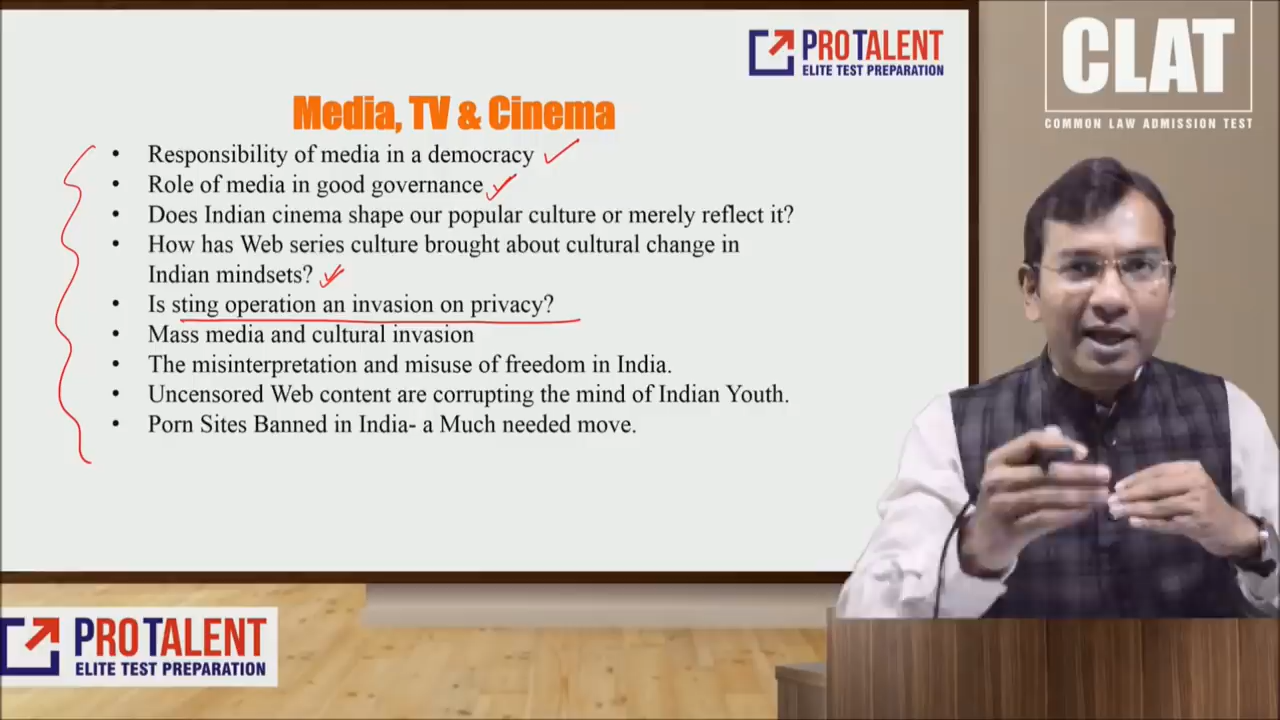 PROTALENT
ELITE TEST PREPARATION
CLAT
COMMON LAW ADMISSION TEST
Media, TV & Cinema
• Responsibility of media in a democracy
• Role of media in good governance
• Does Indian cinema shape our popular culture or merely reflect it?
• How has Web series culture brought about cultural change in
Indian mindsets?
• Is sting operation an invasion on privacy?
• Mass media and cultural invasion
• The misinterpretation and misuse of freedom in India.
• Uncensored Web content are corrupting the mind of Indian Youth.
• Porn Sites Banned in India- a Much needed move.
PROTALENT
ELITE TEST PREPARATION